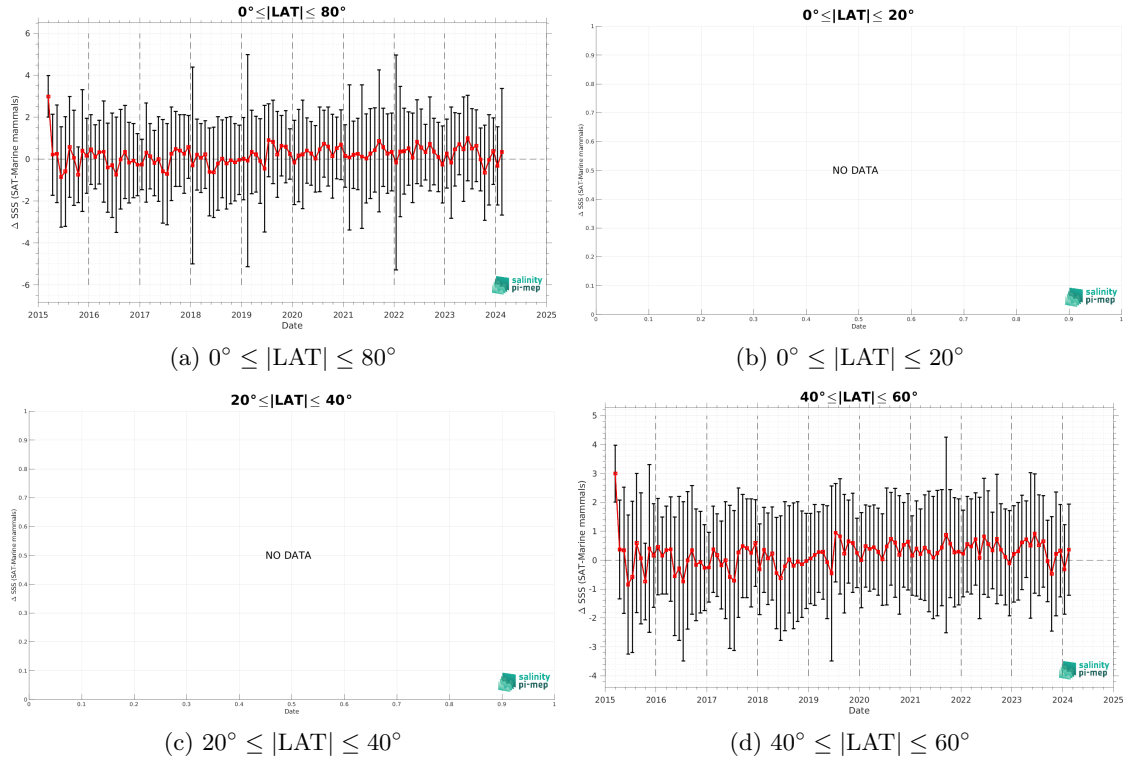 0°≤|LAT|≤ 80°
6
4
2
0
-2
-4
-6
Δ SSS (SAT-Marine mammals)
2015 2016 2017 2018 2019 2020 2021 2022 2023 2024 2025
Date
salinity
pi-mep
(a) 0° ≤ |LAT| ≤ 80°
0°≤|LAT|≤ 20°
1
0.9
0.8
0.7
0.6
0.5
0.4
0.3
0.2
0.1
0
Δ SSS (SAT-Marine mammals)
NO DATA
0 0.1 0.2 0.3 0.4 0.5 0.6 0.7 0.8 0.9 1
Date
salinity
pi-mep
(b) 0° ≤ |LAT| ≤ 20°
20°≤|LAT|≤ 40°
1
0.9
0.8
0.7
0.6
0.5
0.4
0.3
0.2
0.1
0
Δ SSS (SAT-Marine mammals)
NO DATA
0 0.1 0.2 0.3 0.4 0.5 0.6 0.7 0.8 0.9 1
Date
salinity
pi-mep
(c) 20° ≤ |LAT| ≤ 40°
40°≤|LAT|≤ 60°
5
4
3
2
1
0
-1
-2
-3
-4
Δ SSS (SAT-Marine mammals)
2015 2016 2017 2018 2019 2020 2021 2022 2023 2024 2025
Date
salinity
pi-mep
(d) 40° ≤ |LAT| ≤ 60°